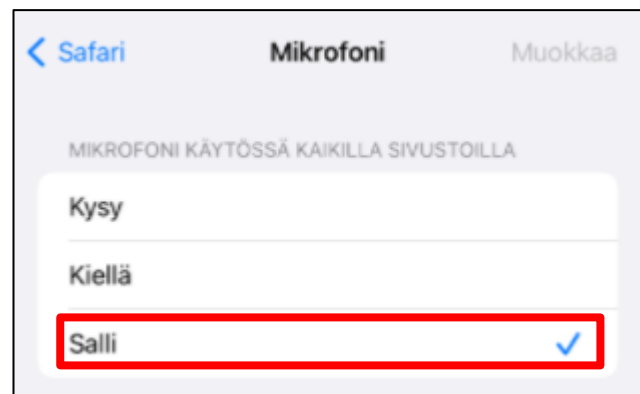 Safari
Mikrofoni
Muokkaa
MIKROFONI KÄYTÖSSÄ KAIKILLA SIVUSTOILLA
Kysy
Kiellä
Salli